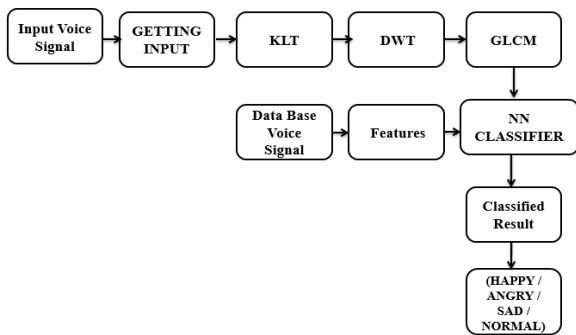 Input Voice
Signal
GETTING
INPUT
KLT
DWT
GLCM
Data Base
Voice
Signal
Features
NN
CLASSIFIER
Classified
Result
(HAPPY /
ANGRY /
SAD /
NORMAL)